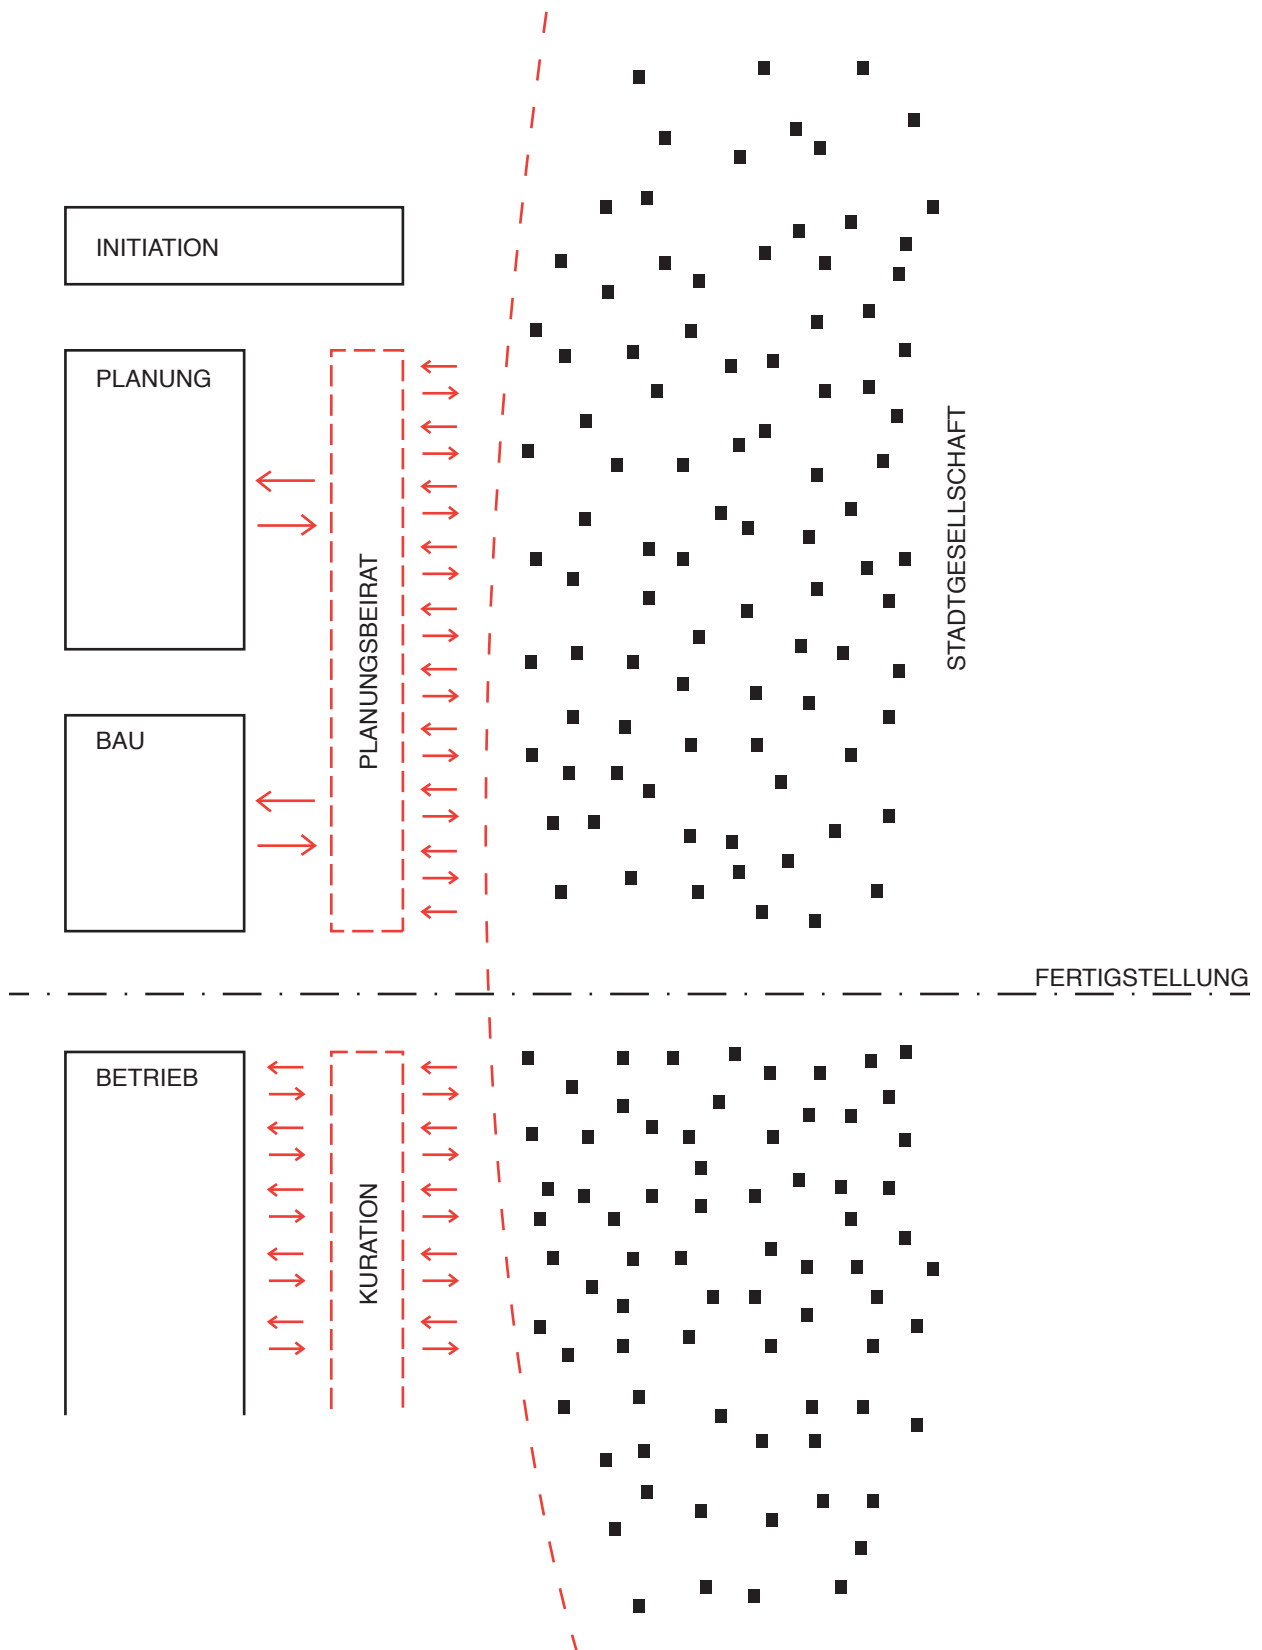 INITIATION
PLANUNG
PLANUNGSBEIRAT
STADTGESELLSCHAFT
BAU
FERTIGSTELLUNG
BETRIEB
KURATION